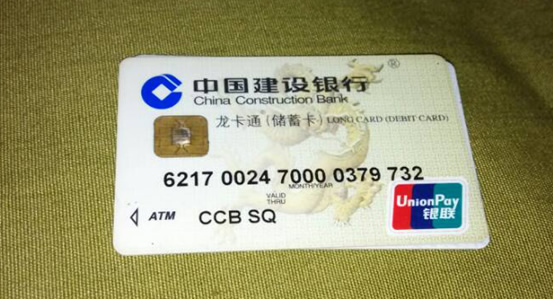 中国建设银行®
China Construction Bank
龙卡通(储蓄卡) LONG CARD (DEBIT CARD)
6217 0024 7000 0379 732
MONTH/YEAR
VALID
THRU
ATM CCB SQ
UnionPay
银联